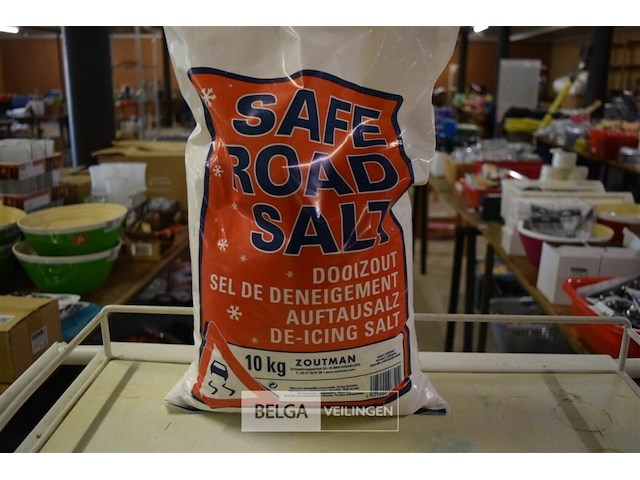 SAFE
ROAD
SALT
DOOIZOUT
SEL DE DENEIGEMENT
AUFTAUSALZ
DE-ICING SALT
10 kg ZOUTMAN
BELGA VEILINGEN